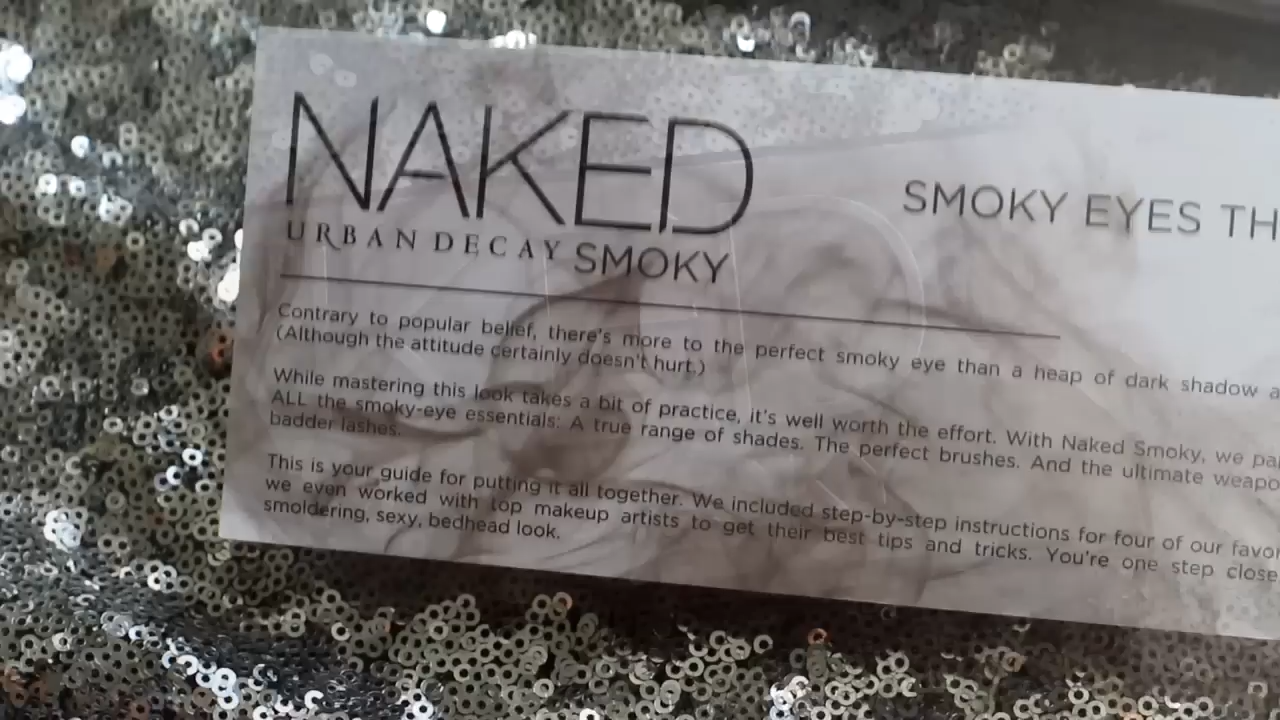 NAKED
URBAN DECAY SMOKY
SMOKY EYES TH
Contrary to popular belief, there's more to the perfect smoky eye than a heap of dark shadow a
(Although the attitude certainly doesn't hurt.)
While mastering this look takes a bit of practice, it's well worth the effort. With Naked Smoky, we pa
ALL the smoky-eye essentials: A true range of shades. The perfect brushes. And the ultimate weapo
badder lashes.
This is your guide for putting it all together. We included step-by-step instructions for four of our favor
we even worked with top makeup artists to get their best tips and tricks. You're one step close
smoldering, sexy, bedhead look.